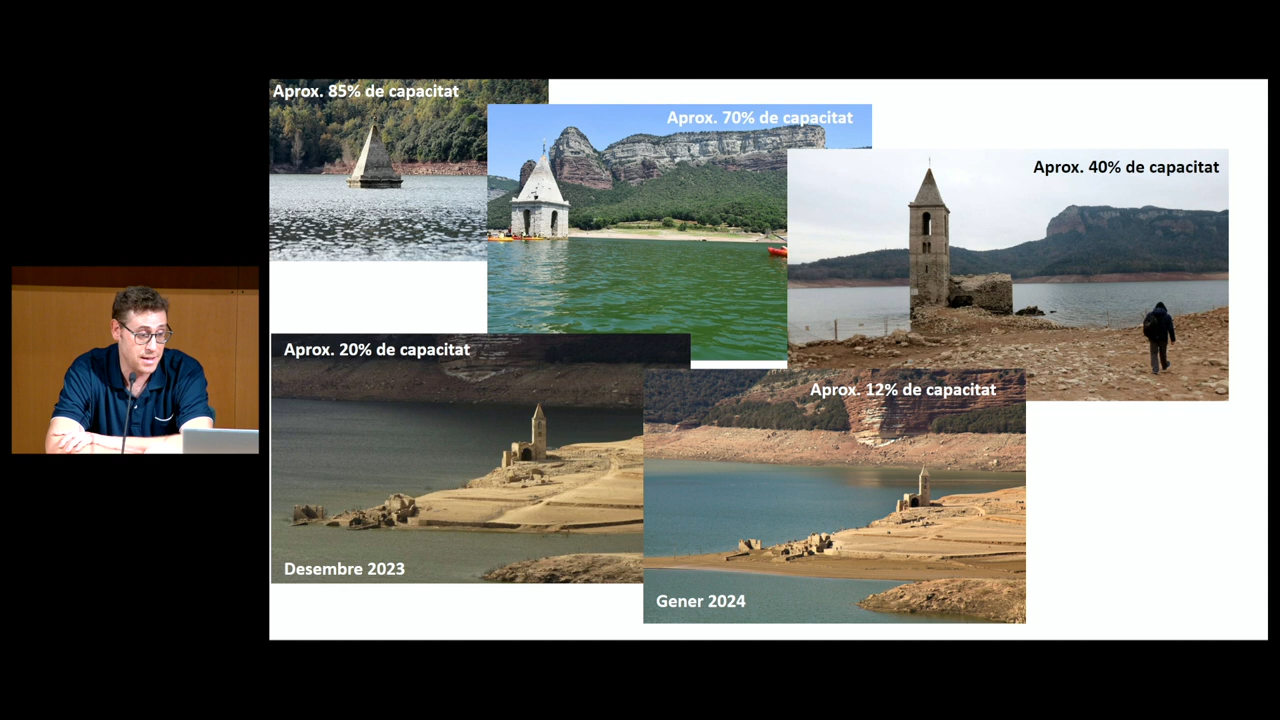 Aprox. 85% de capacitat
Aprox. 70% de capacitat
Aprox. 40% de capacitat
Aprox. 20% de capacitat
Desembre 2023
Aprox. 12% de capacitat
Gener 2024